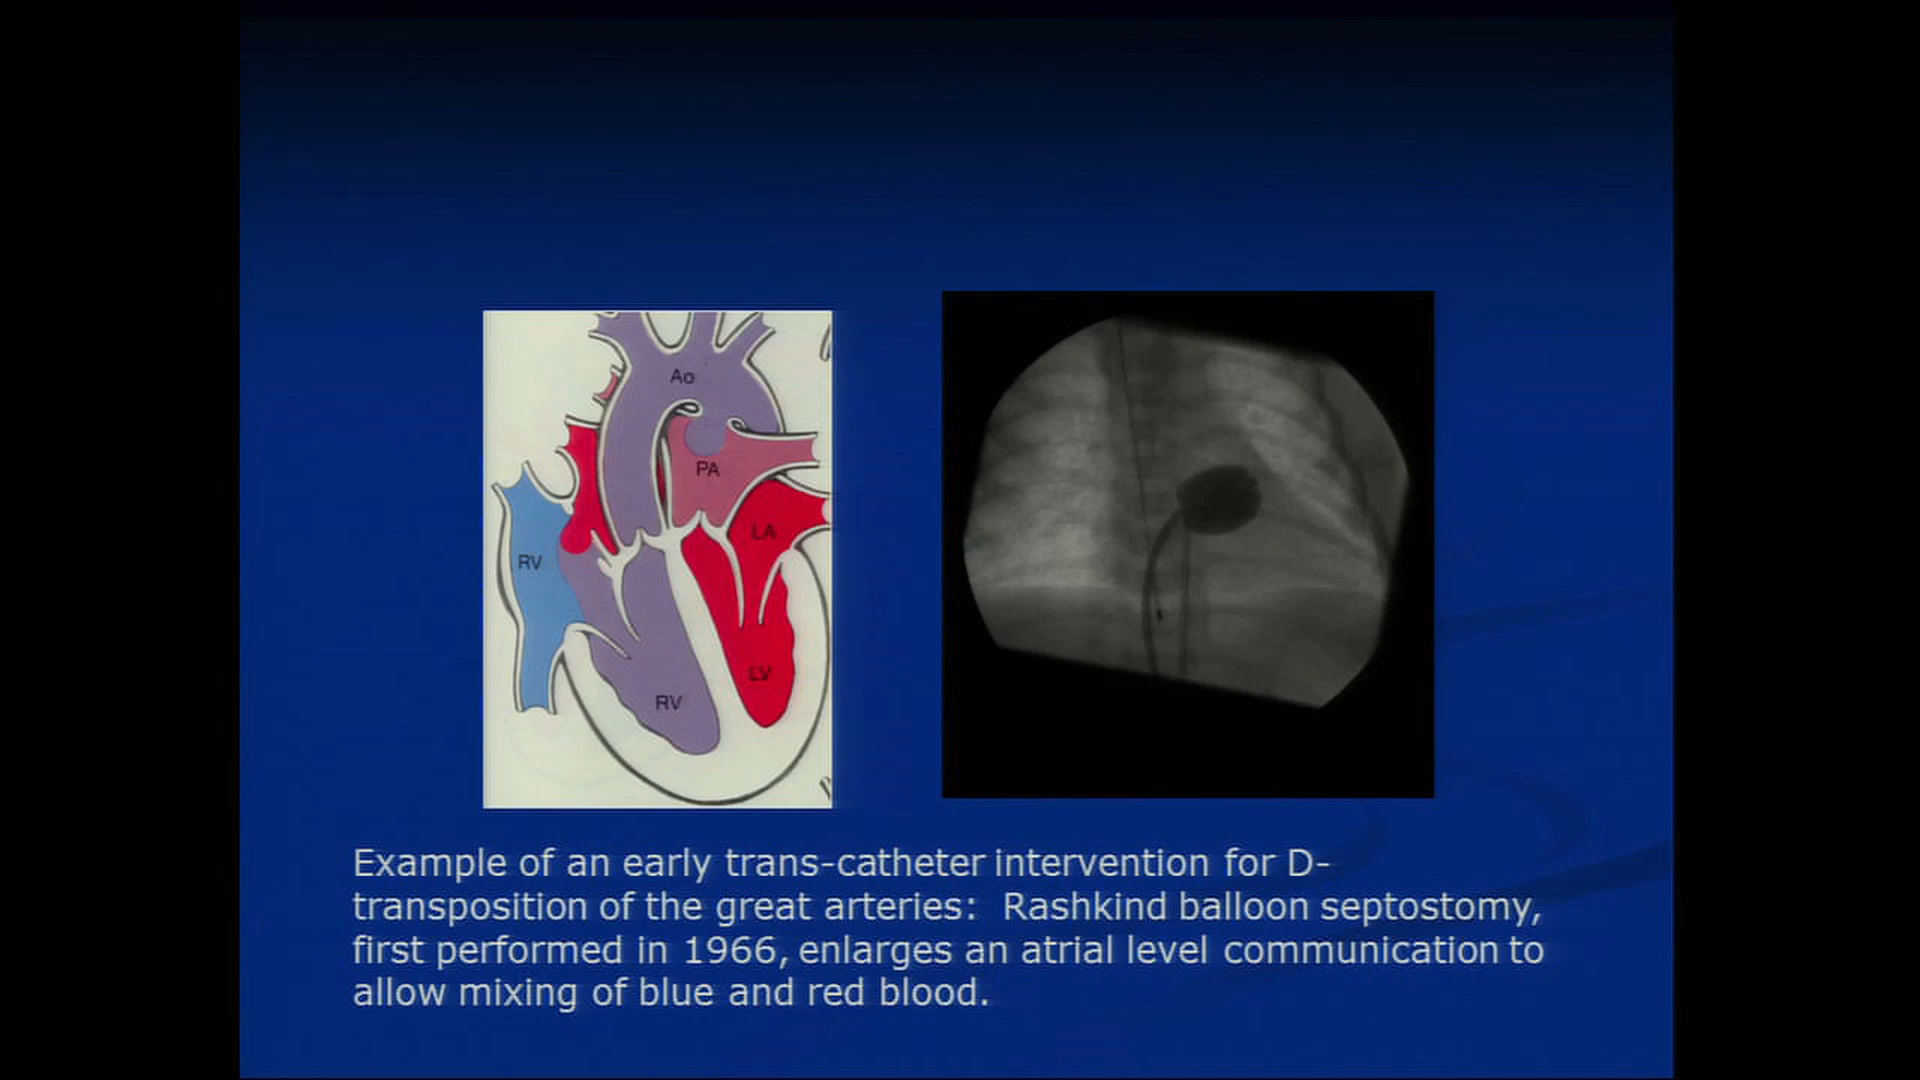 Ao
PA
LA
RV
LV
RV
Example of an early trans-catheter intervention for D-
transposition of the great arteries:  Rashkind balloon septostomy,
first performed in 1966, enlarges an atrial level communication to
allow mixing of blue and red blood.